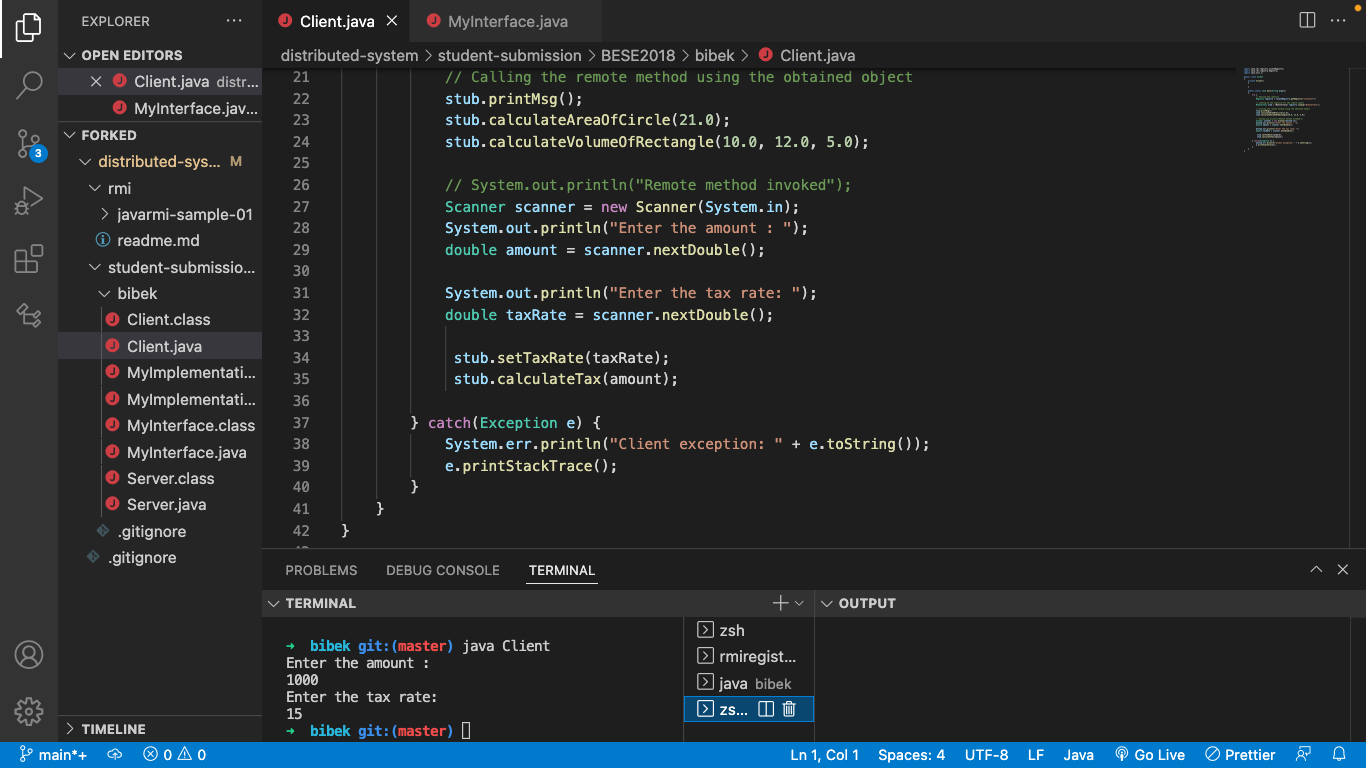 EXPLORER
OPEN EDITORS
Client.java distr...
MyInterface.jav...
FORKED
distributed-sys... M
rmi
javarmi-sample-01
readme.md
student-submissio...
bibek
Client.class
Client.java
MyImplementati...
MyImplementati...
MyInterface.class
MyInterface.java
Server.class
Server.java
.gitignore
.gitignore
TIMELINE
3
Client.java
MyInterface.java
distributed-system > student-submission > BESE2018 > bibek > Client.java
21 // Calling the remote method using the obtained object
22 stub.printMsg();
23 stub.calculateAreaOfCircle(21.0);
24 stub.calculateVolumeOfRectangle(10.0, 12.0, 5.0);
25
26 // System.out.println("Remote method invoked");
27 Scanner scanner = new Scanner(System.in);
28 System.out.println("Enter the amount : ");
29 double amount = scanner.nextDouble();
30
31 System.out.println("Enter the tax rate: ");
32 double taxRate = scanner.nextDouble();
33
34 stub.setTaxRate(taxRate);
35 stub.calculateTax(amount);
36
37 } catch(Exception e) {
38 System.err.println("Client exception: " + e.toString());
39 e.printStackTrace();
40 }
41 }
42 }
PROBLEMS DEBUG CONSOLE TERMINAL
TERMINAL
➜ bibek git:(master) java Client
Enter the amount :
1000
Enter the tax rate:
15
➜ bibek git:(master)
zsh
rmiregist...
java bibek
zs...
OUTPUT
main*+ 0 0 Ln 1, Col 1 Spaces: 4 UTF-8 LF Java Go Live Prettier